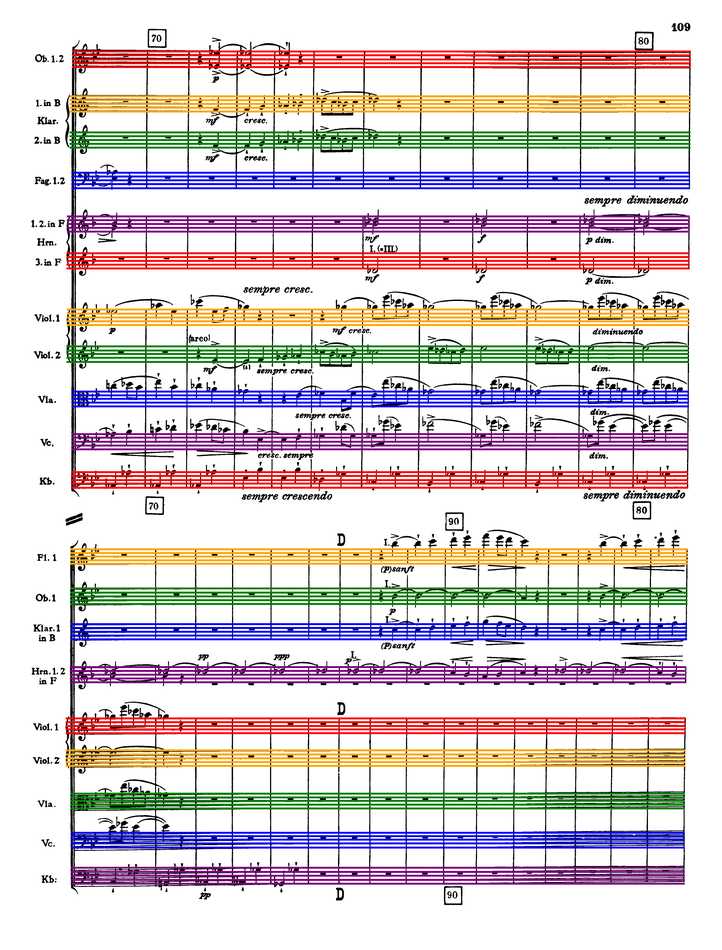 109
70
80
Ob. 1.2
p
1. in B
mf cresc.
Klar.
2. in B
mf cresc.
Fag. 1.2
sempre diminuendo
1. 2. in F
mf f p dim.
Hrn.
I. (=III.)
3. in F
mf f p dim.
sempre cresc.
Viol. 1
p mf cresc. diminuendo
(arco)
Viol. 2
mf sempre cresc. dim.
Vla.
sempre cresc. dim.
Vc.
cresc. sempre dim.
Kb.
sempre crescendo sempre diminuendo
70
80
90
D
I.
Fl. 1
(p) sanft
I.
Ob. 1
p
I.
Klar. 1
in B
(p) sanft
pp ppp I.
p
Hrn. 1. 2
in F
D
Viol. 1
Viol. 2
Vla.
Vc.
Kb:
pp
D
90